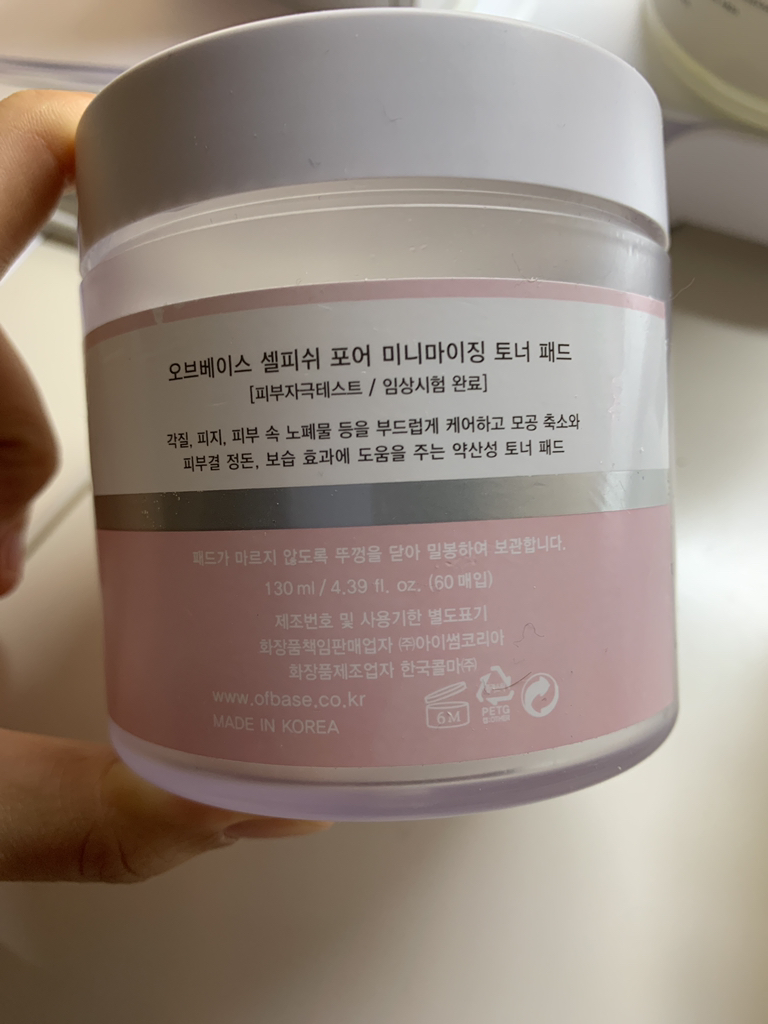 오브베이스 셀피쉬 포어 미니마이징 토너 패드
[피부자극테스트 / 임상시험 완료]
각질, 피지, 피부 속 노폐물 등을 부드럽게 케어하고 모공 축소와
피부결 정돈, 보습 효과에 도움을 주는 약산성 토너 패드
패드가 마르지 않도록 뚜껑을 닫아 밀봉하여 보관합니다.
130 ml / 4.39 fl. oz. (60 매입)
제조번호 및 사용기한 별도표기
화장품책임판매업자 ㈜아이썸코리아
화장품제조업자 한국콜마㈜
www.ofbase.co.kr
MADE IN KOREA
6M
PETG